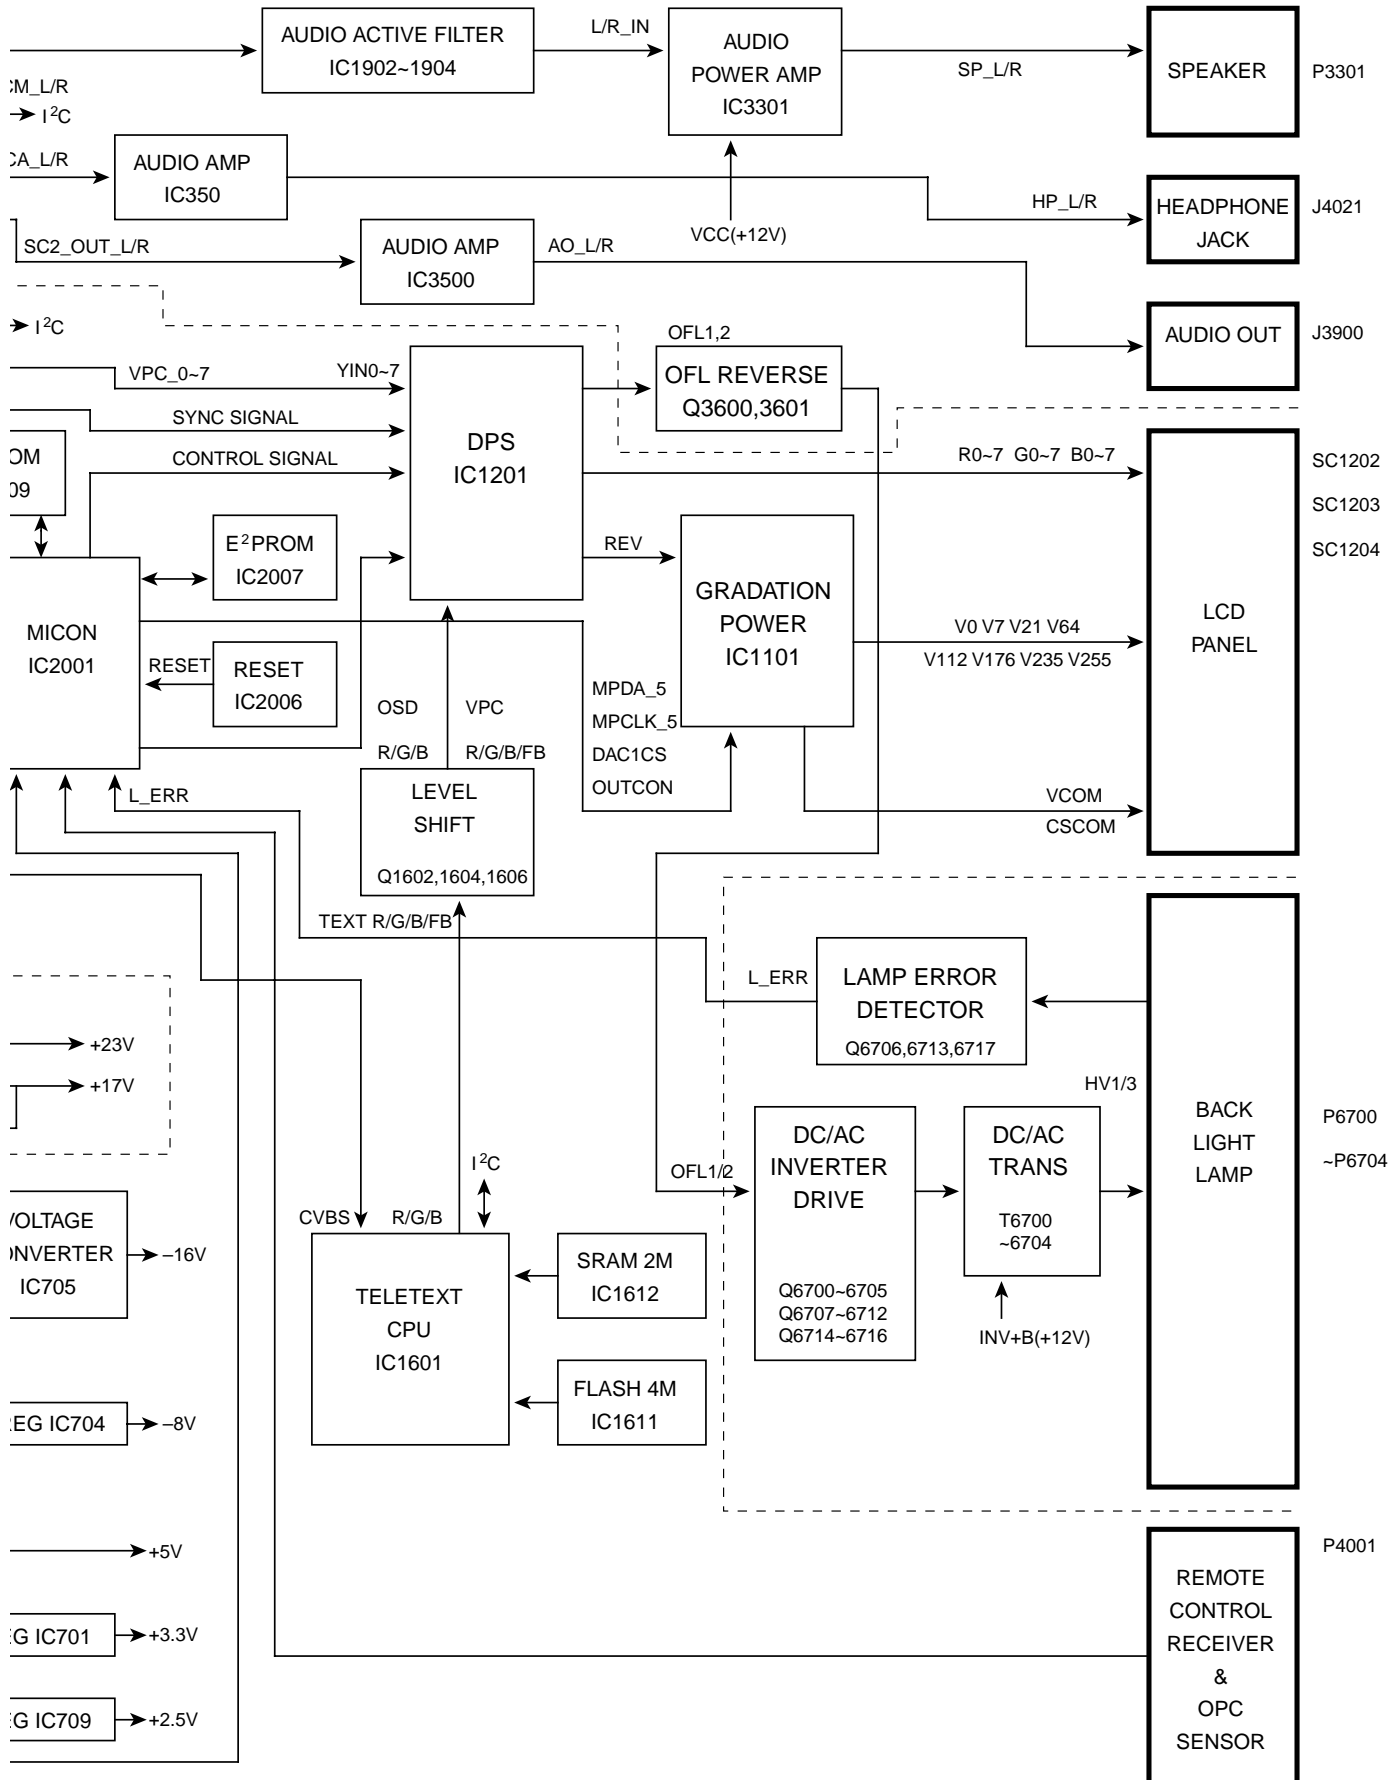 AUDIO ACTIVE FILTER
IC1902~1904
L/R_IN
AUDIO
POWER AMP
IC3301
SP_L/R
SPEAKER
P3301
CM_L/R
I²C
CA_L/R
AUDIO AMP
IC350
HP_L/R
HEADPHONE
JACK
J4021
VCC(+12V)
SC2_OUT_L/R
AUDIO AMP
IC3500
AO_L/R
I²C
AUDIO OUT
J3900
OFL1,2
OFL REVERSE
Q3600,3601
VPC_0~7
YIN0~7
SYNC SIGNAL
CONTROL SIGNAL
DPS
IC1201
OM
09
R0~7 G0~7 B0~7
SC1202
SC1203
SC1204
E²PROM
IC2007
REV
GRADATION
POWER
IC1101
LCD
PANEL
MICON
IC2001
V0 V7 V21 V64
V112 V176 V235 V255
RESET
RESET
IC2006
OSD
R/G/B
VPC
R/G/B/FB
MPDA_5
MPCLK_5
DAC1CS
OUTCON
L_ERR
LEVEL
SHIFT
Q1602,1604,1606
VCOM
CSCOM
TEXT R/G/B/FB
L_ERR
LAMP ERROR
DETECTOR
Q6706,6713,6717
+23V
+17V
HV1/3
BACK
LIGHT
LAMP
P6700
~P6704
DC/AC
INVERTER
DRIVE
Q6700~6705
Q6707~6712
Q6714~6716
DC/AC
TRANS
T6700
~6704
OFL1/2
INV+B(+12V)
I²C
CVBS
R/G/B
VOLTAGE
ONVERTER
IC705
–16V
TELETEXT
CPU
IC1601
SRAM 2M
IC1612
FLASH 4M
IC1611
EG IC704
–8V
+5V
G IC701
+3.3V
G IC709
+2.5V
REMOTE
CONTROL
RECEIVER
&
OPC
SENSOR
P4001